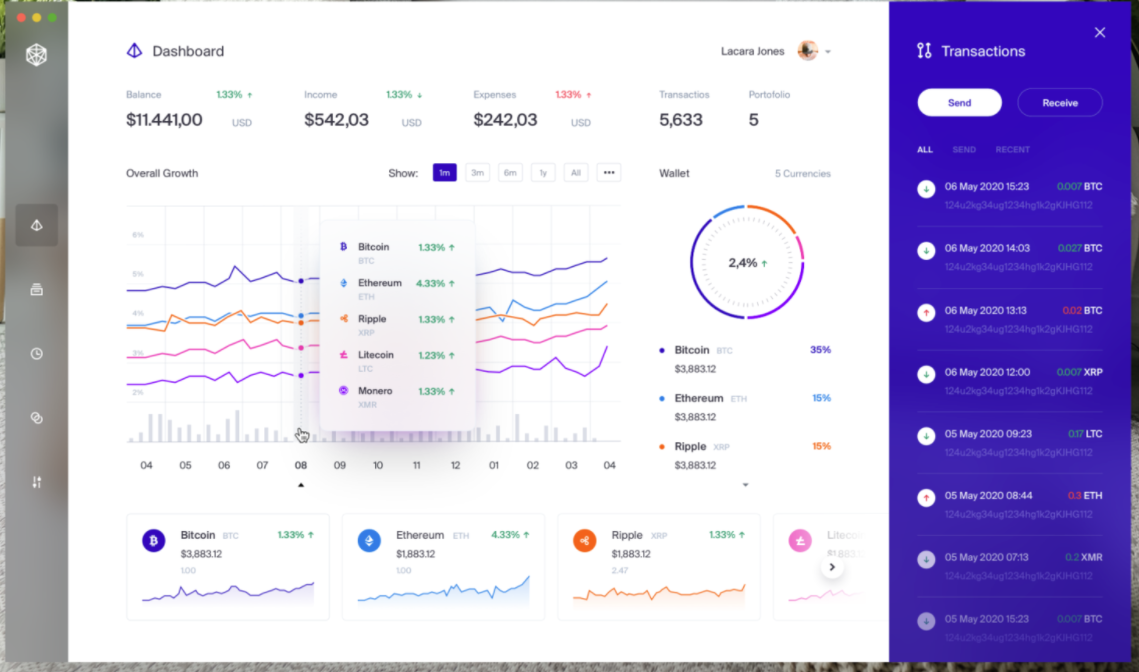 Dashboard
Lacara Jones
Balance 1.33% ↑
$11.441,00 USD
Income 1.33% ↓
$542,03 USD
Expenses 1.33% ↑
$242,03 USD
Transactios
5,633
Portofolio
5
Overall Growth
Show: 1m 3m 6m 1y All •••
6%
5%
4%
3%
2%
Bitcoin 1.33% ↑
BTC
Ethereum 4.33% ↑
ETH
Ripple 1.33% ↑
XRP
Litecoin 1.23% ↑
LTC
Monero 1.33% ↑
XMR
04 05 06 07 08 09 10 11 12 01 02 03 04
Wallet 5 Currencies
2,4% ↑
Bitcoin BTC 35%
$3,883.12
Ethereum ETH 15%
$3,883.12
Ripple XRP 15%
$3,883.12
Bitcoin BTC 1.33% ↑
$3,883.12
1.00
Ethereum ETH 4.33% ↑
$1,883.12
1.00
Ripple XRP 1.33% ↑
$1,883.12
2.47
Litecoin
$1,883.12
Transactions
Send Receive
ALL SEND RECENT
06 May 2020 15:23 0.007 BTC
124u2kg34ug1234hg1k2gKJHG112
06 May 2020 14:03 0.027 BTC
124u2kg34ug1234hg1k2gKJHG112
06 May 2020 13:13 0.02 BTC
124u2kg34ug1234hg1k2gKJHG112
06 May 2020 12:00 0.007 XRP
124u2kg34ug1234hg1k2gKJHG112
05 May 2020 09:23 0.17 LTC
124u2kg34ug1234hg1k2gKJHG112
05 May 2020 08:44 0.3 ETH
124u2kg34ug1234hg1k2gKJHG112
05 May 2020 07:13 0.2 XMR
124u2kg34ug1234hg1k2gKJHG112
05 May 2020 15:23 0.007 BTC
124u2kg34ug1234hg1k2gKJHG112